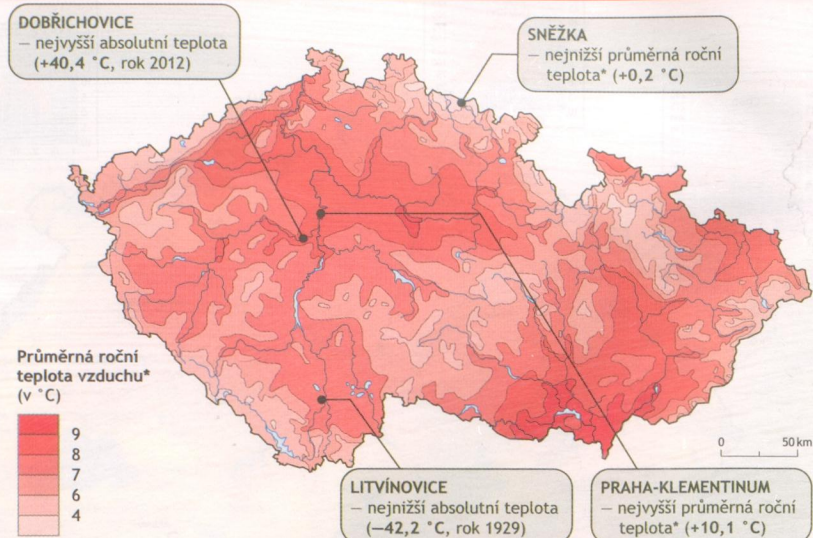 DOBŘICHOVICE
– nejvyšší absolutní teplota
(+40,4 °C, rok 2012)
SNĚŽKA
– nejnižší průměrná roční
teplota* (+0,2 °C)
Průměrná roční
teplota vzduchu*
(v °C)
9
8
7
6
4
0 50 km
LITVÍNOVICE
– nejnižší absolutní teplota
(–42,2 °C, rok 1929)
PRAHA-KLEMENTINUM
– nejvyšší průměrná roční
teplota* (+10,1 °C)